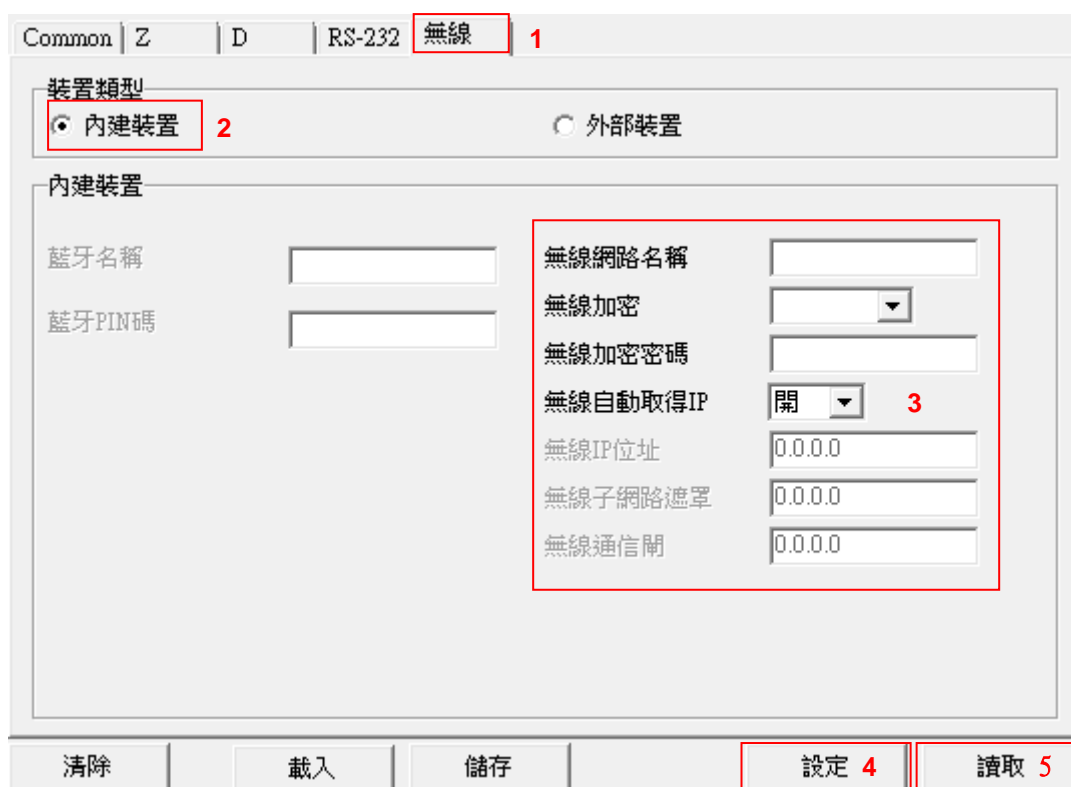 Common Z D RS-232 無線 1
裝置類型
內建裝置 2 外部裝置
內建裝置
藍牙名稱
藍牙PIN碼
無線網路名稱
無線加密
無線加密密碼
無線自動取得IP 開 3
無線IP位址 0.0.0.0
無線子網路遮罩 0.0.0.0
無線通信閘 0.0.0.0
清除 載入 儲存 設定 4 讀取 5